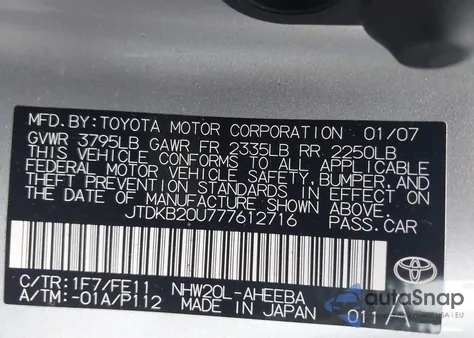 MFD. BY: TOYOTA MOTOR CORPORATION 01/07
GVWR 3795LB GAWR FR 2335LB RR 2250LB
THIS VEHICLE CONFORMS TO ALL APPLICABLE
FEDERAL MOTOR VEHICLE SAFETY, BUMPER, AND
THEFT PREVENTION STANDARDS IN EFFECT ON
THE DATE OF MANUFACTURE SHOWN ABOVE.
JTDKB20U777612716 PASS.CAR
C/TR:1F7/FE11 NHW20L-AHEEBA
A/TM:-01A/P112 MADE IN JAPAN 011
TOYOTA
autoSnap